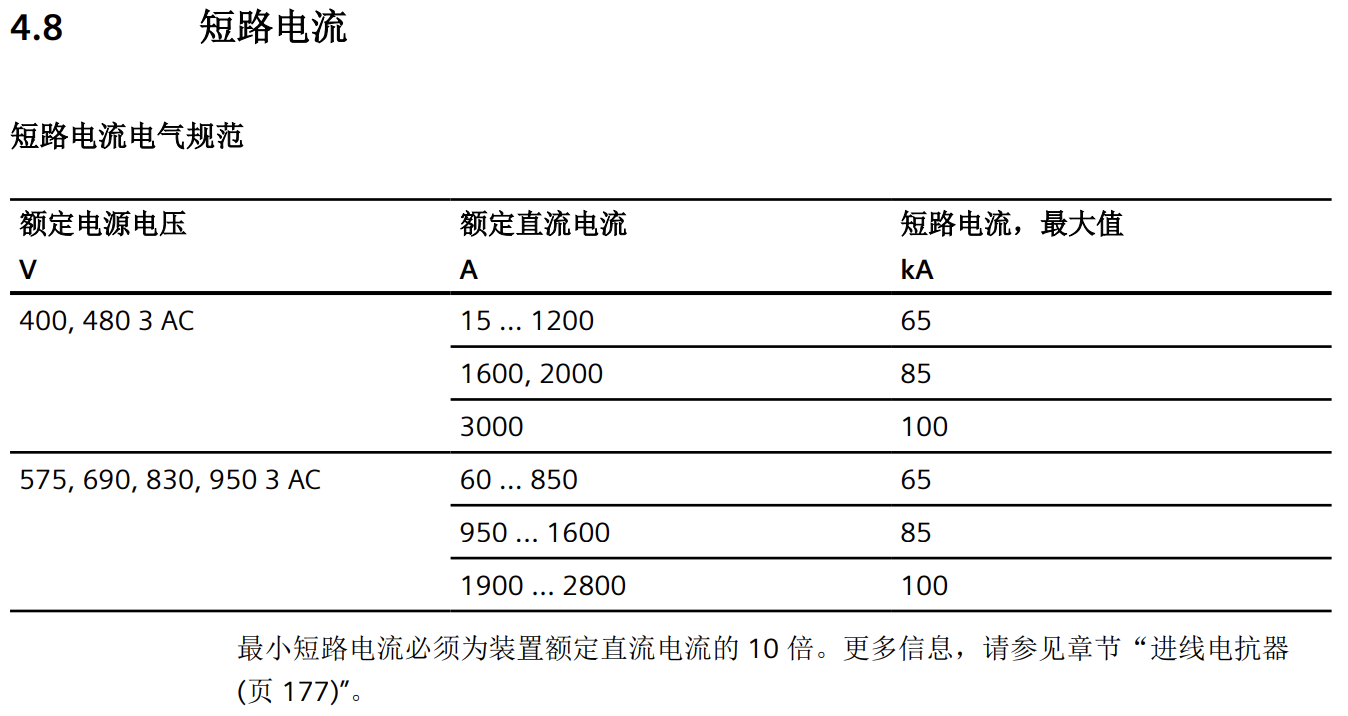 4.8 短路电流
短路电流电气规范
额定电源电压 额定直流电流 短路电流，最大值
V A kA
400, 480 3 AC 15 ... 1200 65
1600, 2000 85
3000 100
575, 690, 830, 950 3 AC 60 ... 850 65
950 ... 1600 85
1900 ... 2800 100
最小短路电流必须为装置额定直流电流的 10 倍。更多信息，请参见章节“进线电抗器
(页 177)”。